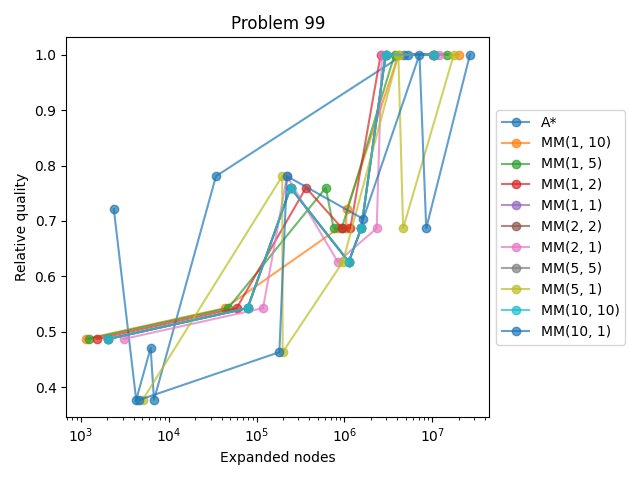 Problem 99
Relative quality
1.0
0.9
0.8
0.7
0.6
0.5
0.4
10³
10⁴
10⁵
10⁶
10⁷
Expanded nodes
A*
MM(1, 10)
MM(1, 5)
MM(1, 2)
MM(1, 1)
MM(2, 2)
MM(2, 1)
MM(5, 5)
MM(5, 1)
MM(10, 10)
MM(10, 1)